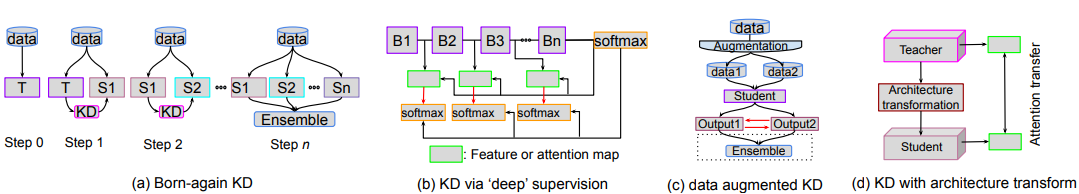 data
T
Step 0
data
T
S1
KD
Step 1
data
S1
S2
KD
Step 2
data
S1
S2
Sn
Ensemble
Step n
(a) Born-again KD
B1
B2
B3
Bn
softmax
softmax
softmax
softmax
: Feature or attention map
(b) KD via ‘deep’ supervision
data
Augmentation
data1
data2
Student
Output1
Output2
Ensemble
(c) data augmented KD
Teacher
Architecture
transformation
Student
Attention transfer
(d) KD with architecture transform